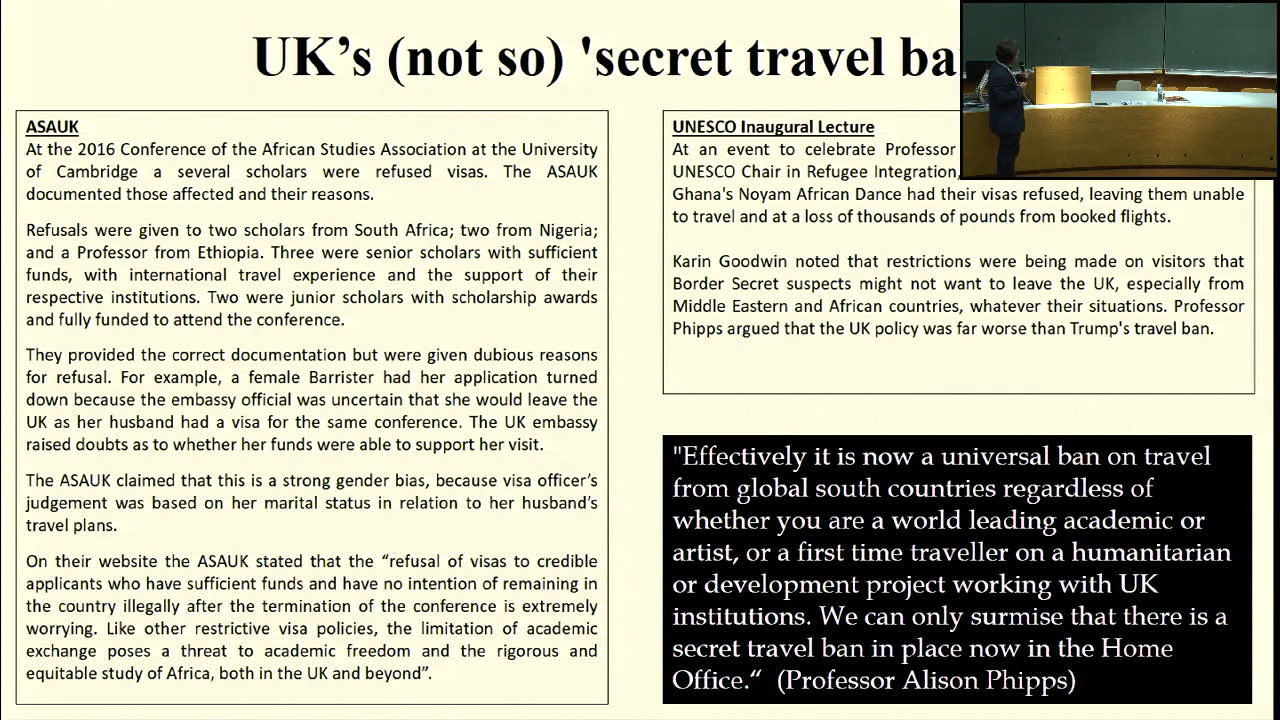 UK’s (not so) 'secret travel ba
ASAUK
At the 2016 Conference of the African Studies Association at the University
of Cambridge a several scholars were refused visas. The ASAUK
documented those affected and their reasons.
Refusals were given to two scholars from South Africa; two from Nigeria;
and a Professor from Ethiopia. Three were senior scholars with sufficient
funds, with international travel experience and the support of their
respective institutions. Two were junior scholars with scholarship awards
and fully funded to attend the conference.
They provided the correct documentation but were given dubious reasons
for refusal. For example, a female Barrister had her application turned
down because the embassy official was uncertain that she would leave the
UK as her husband had a visa for the same conference. The UK embassy
raised doubts as to whether her funds were able to support her visit.
The ASAUK claimed that this is a strong gender bias, because visa officer’s
judgement was based on her marital status in relation to her husband’s
travel plans.
On their website the ASAUK stated that the “refusal of visas to credible
applicants who have sufficient funds and have no intention of remaining in
the country illegally after the termination of the conference is extremely
worrying. Like other restrictive visa policies, the limitation of academic
exchange poses a threat to academic freedom and the rigorous and
equitable study of Africa, both in the UK and beyond”.
UNESCO Inaugural Lecture
At an event to celebrate Professor
UNESCO Chair in Refugee Integration,
Ghana's Noyam African Dance had their visas refused, leaving them unable
to travel and at a loss of thousands of pounds from booked flights.
Karin Goodwin noted that restrictions were being made on visitors that
Border Secret suspects might not want to leave the UK, especially from
Middle Eastern and African countries, whatever their situations. Professor
Phipps argued that the UK policy was far worse than Trump's travel ban.
"Effectively it is now a universal ban on travel
from global south countries regardless of
whether you are a world leading academic or
artist, or a first time traveller on a humanitarian
or development project working with UK
institutions. We can only surmise that there is a
secret travel ban in place now in the Home
Office.“ (Professor Alison Phipps)